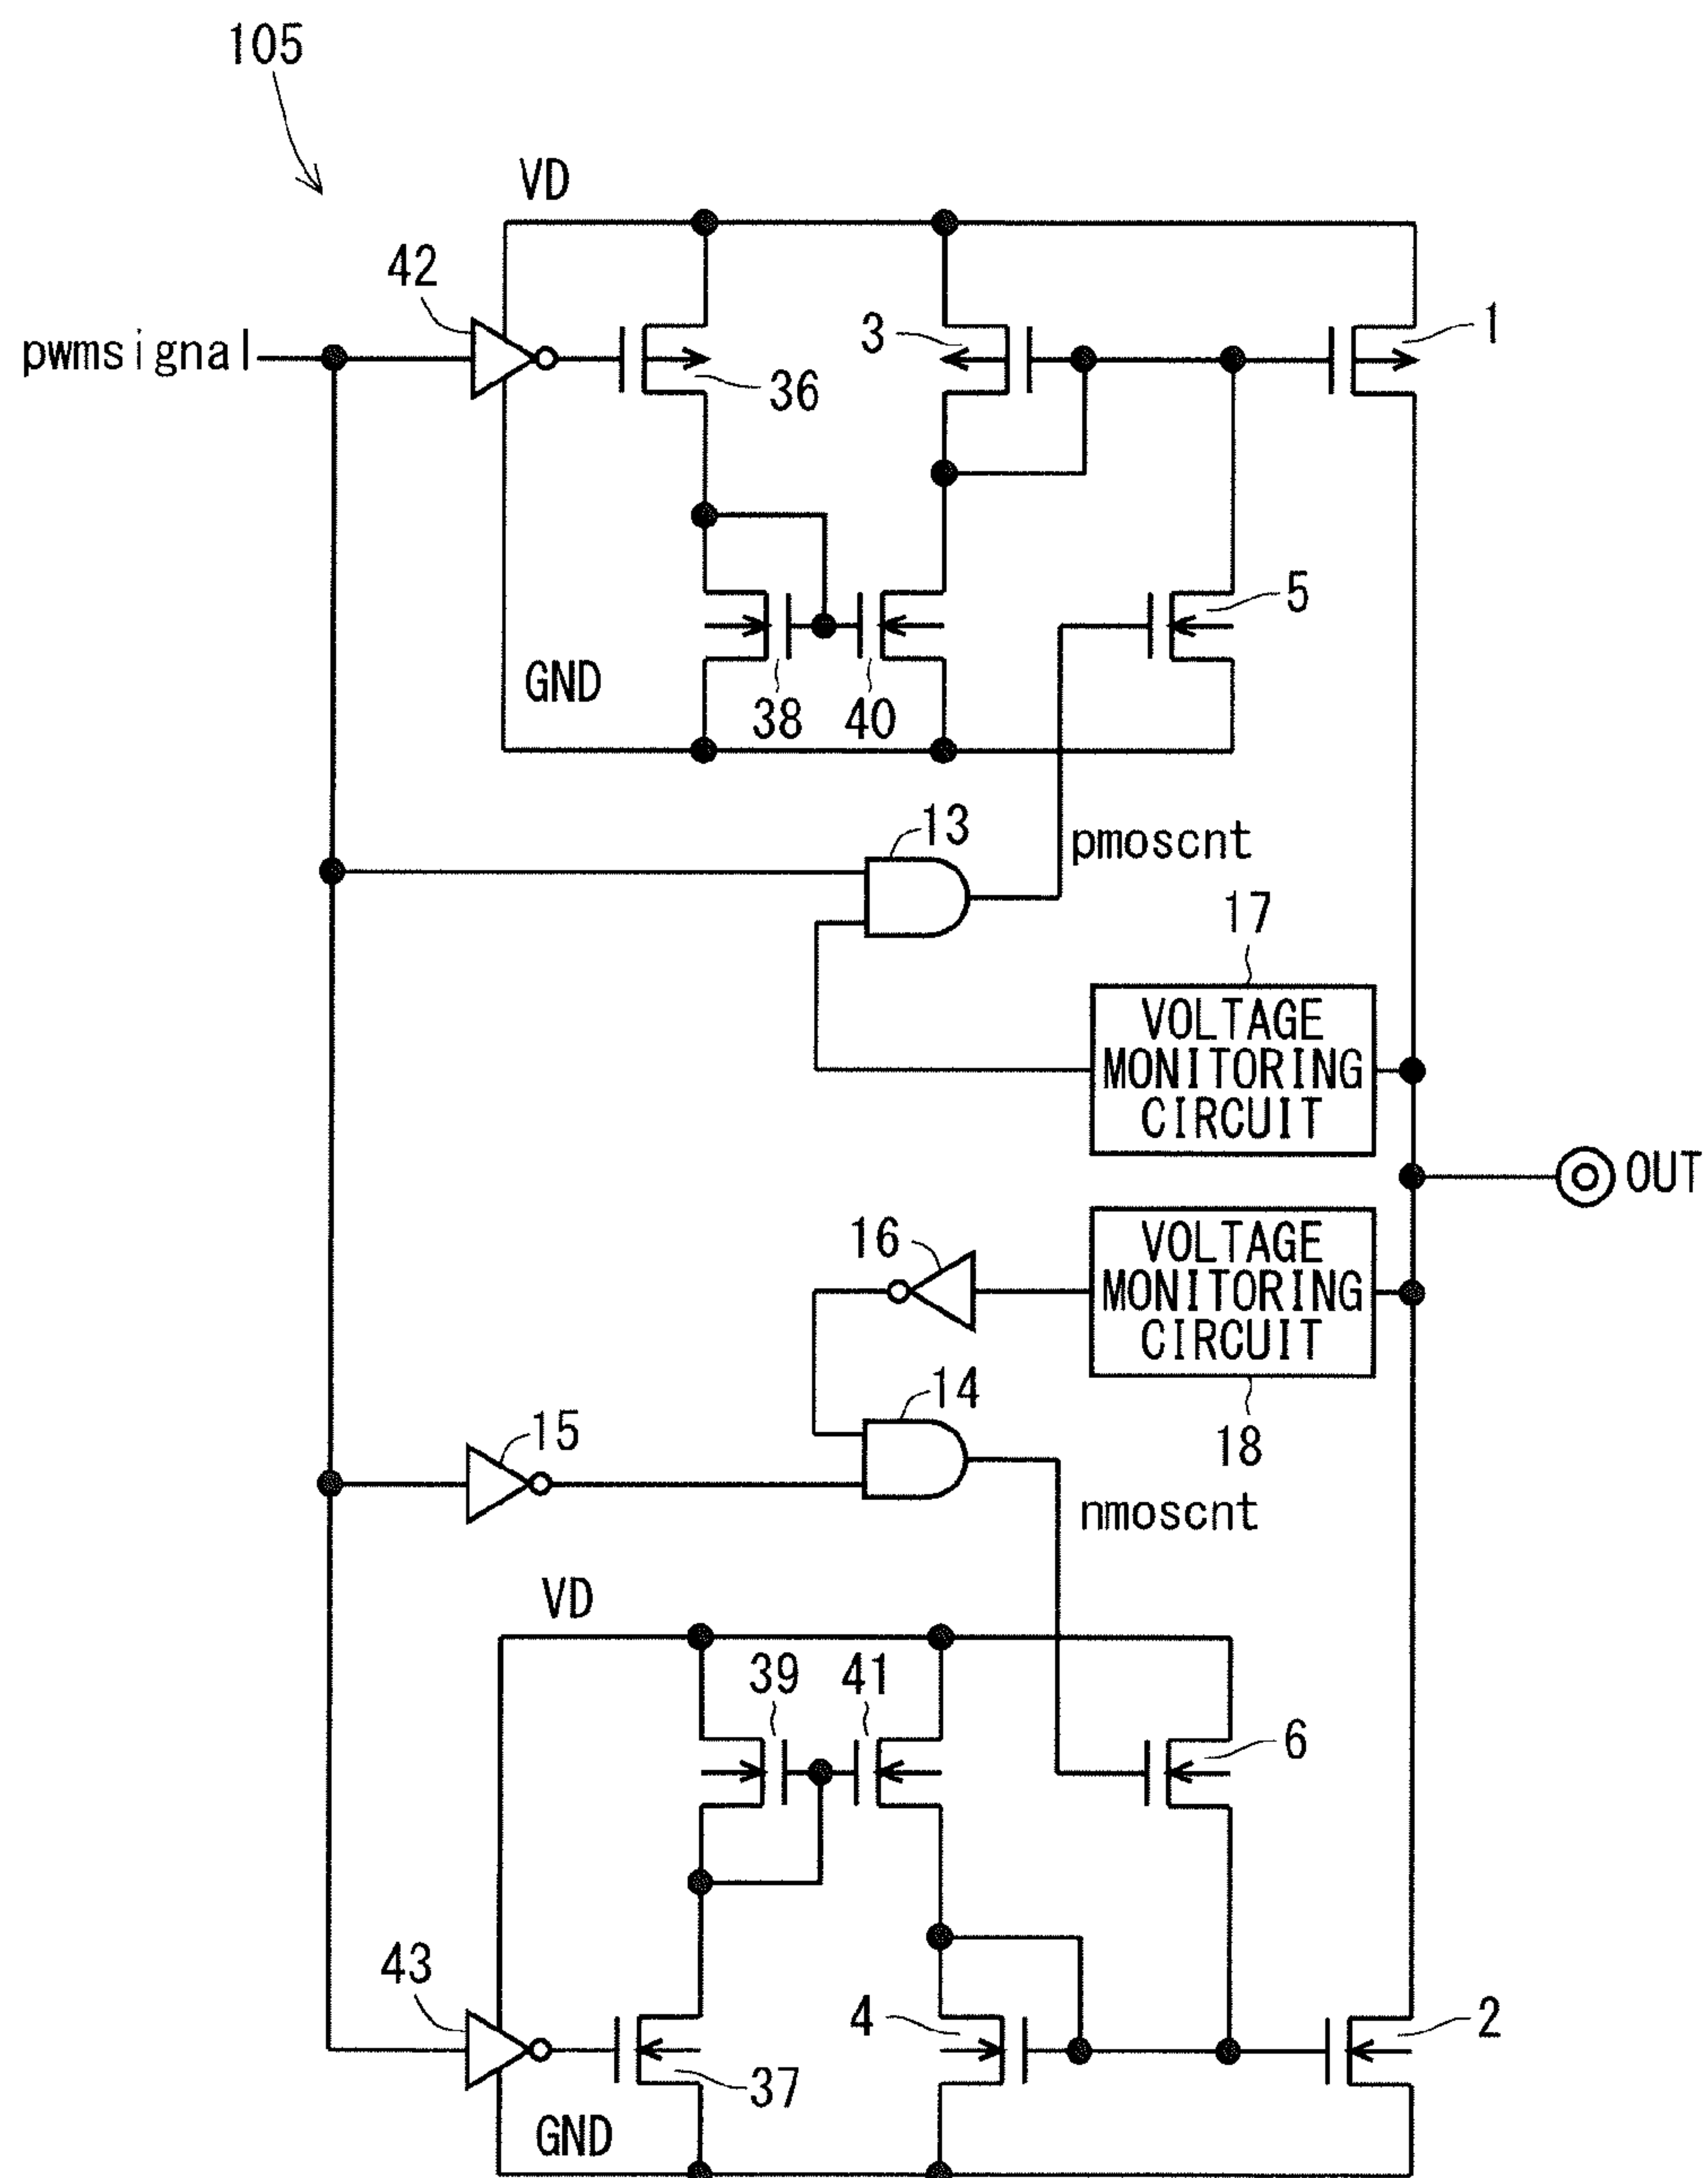 105
VD
42
pwmsignal
3
1
36
5
GND
38
40
13
pmoscnt
17
VOLTAGE
MONITORING
CIRCUIT
OUT
16
VOLTAGE
MONITORING
CIRCUIT
14
18
15
nmoscnt
VD
39
41
6
43
4
2
37
GND